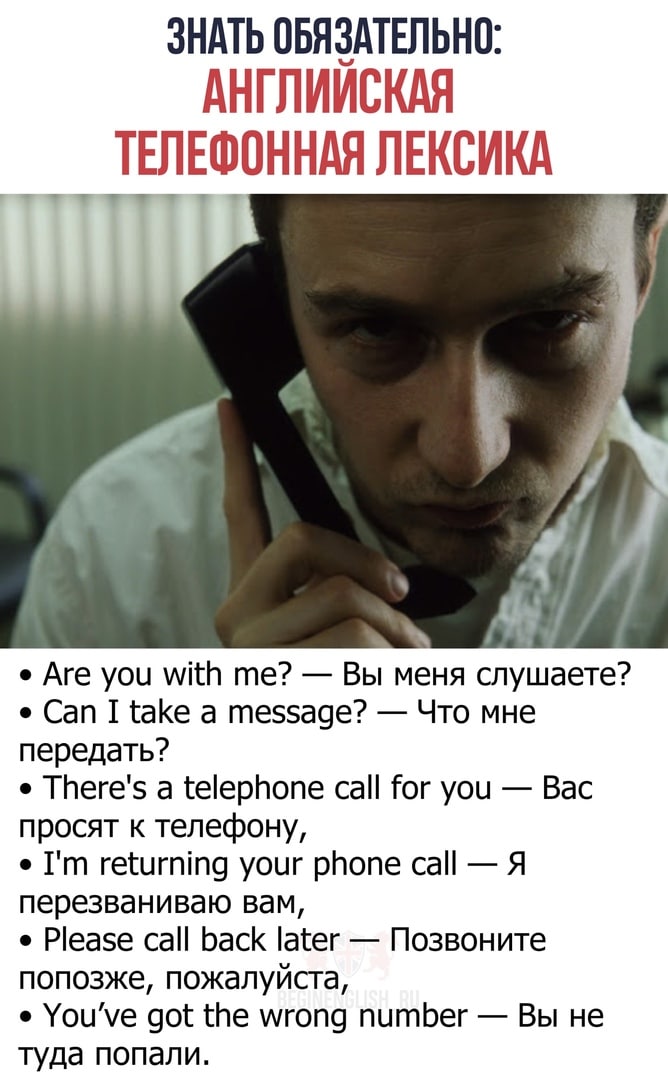 ЗНАТЬ ОБЯЗАТЕЛЬНО:
АНГЛИЙСКАЯ
ТЕЛЕФОННАЯ ЛЕКСИКА
• Are you with me? — Вы меня слушаете?
• Can I take a message? — Что мне
передать?
• There's a telephone call for you — Вас
просят к телефону,
• I'm returning your phone call — Я
перезваниваю вам,
• Please call back later — Позвоните
попозже, пожалуйста,
BEGINENGLISH.RU
• You’ve got the wrong number — Вы не
туда попали.